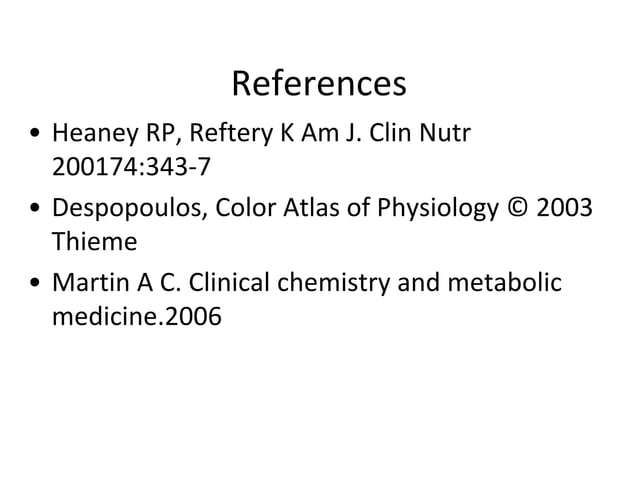 References
• Heaney RP, Reftery K Am J. Clin Nutr
200174:343-7
• Despopoulos, Color Atlas of Physiology © 2003
Thieme
• Martin A C. Clinical chemistry and metabolic
medicine.2006